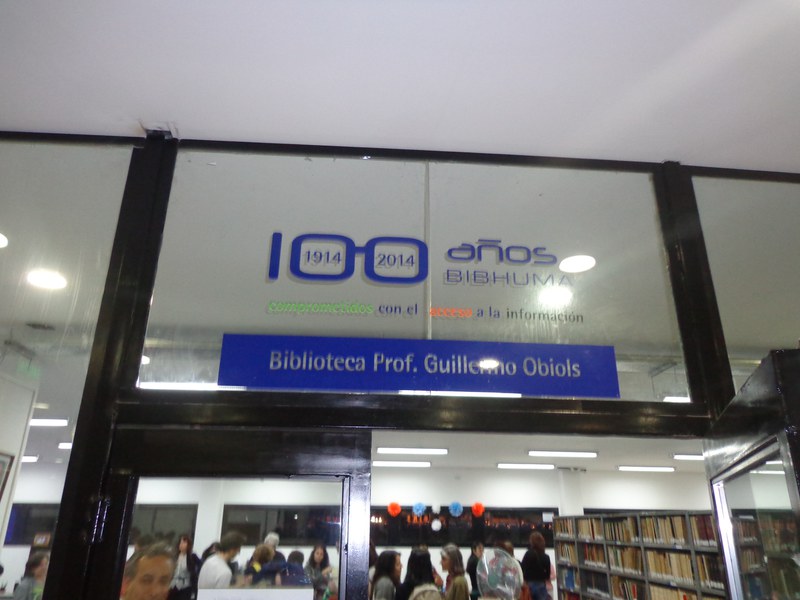 100 años
1914 2014
BIBHUMA
comprometidos con el acceso a la información
Biblioteca Prof. Guillermo Obiols